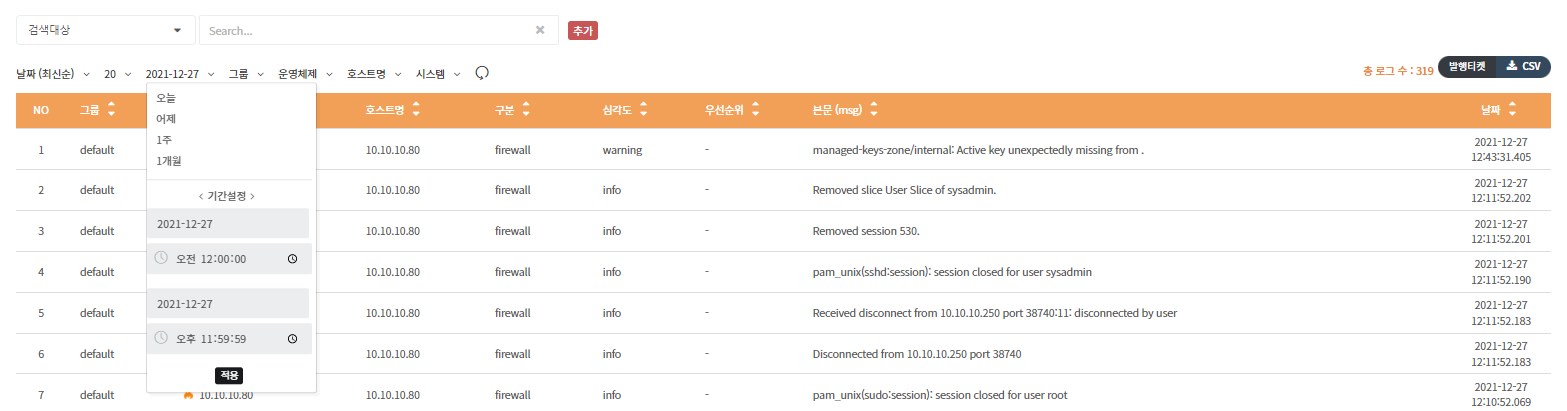 검색대상 Search... 추가
날짜 (최신순) 20 2021-12-27 그룹 운영체제 호스트명 시스템 총 로그 수 : 319 발행티켓 CSV
오늘
어제
1주
1개월
< 기간설정 >
2021-12-27
오전 12:00:00
2021-12-27
오후 11:59:59
적용
NO 그룹 호스트명 구분 심각도 우선순위 본문 (msg) 날짜
1 default 10.10.10.80 firewall warning - managed-keys-zone/internal: Active key unexpectedly missing from . 2021-12-27
12:43:31.405
2 default 10.10.10.80 firewall info - Removed slice User Slice of sysadmin. 2021-12-27
12:11:52.202
3 default 10.10.10.80 firewall info - Removed session 530. 2021-12-27
12:11:52.201
4 default 10.10.10.80 firewall info - pam_unix(sshd:session): session closed for user sysadmin 2021-12-27
12:11:52.190
5 default 10.10.10.80 firewall info - Received disconnect from 10.10.10.250 port 38740:11: disconnected by user 2021-12-27
12:11:52.183
6 default 10.10.10.80 firewall info - Disconnected from 10.10.10.250 port 38740 2021-12-27
12:11:52.183
7 default 10.10.10.80 10.10.10.80 firewall info - pam_unix(sudo:session): session closed for user root 2021-12-27
12:10:52.069